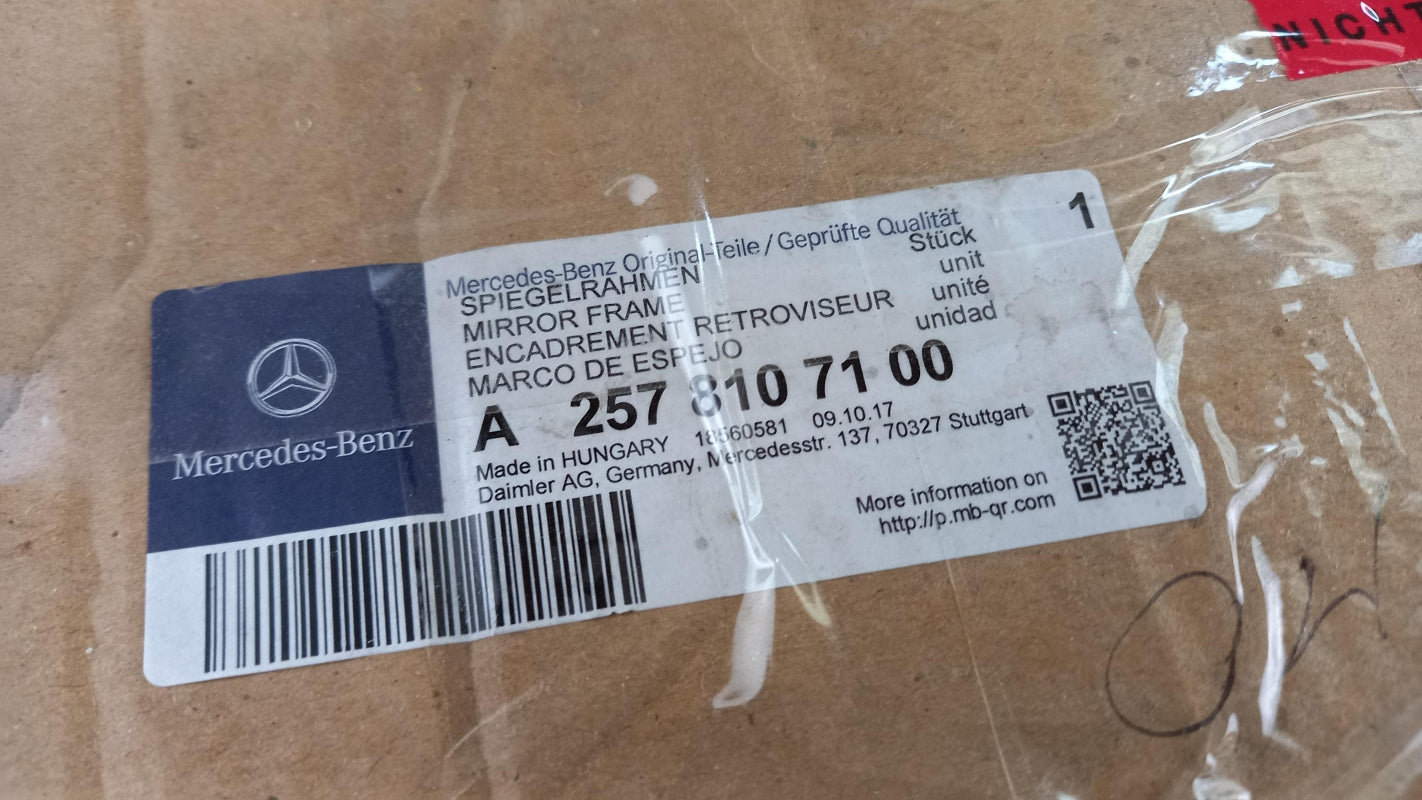 NICHT
Mercedes-Benz Original-Teile / Geprüfte Qualität
1
SPIEGELRAHMEN
Stück
MIRROR FRAME
unit
ENCADREMENT RETROVISEUR
unité
MARCO DE ESPEJO
unidad
A 257 810 71 00
Made in HUNGARY 18560581 09.10.17
Daimler AG, Germany, Mercedesstr. 137, 70327 Stuttgart
Mercedes-Benz
More information on
http://p.mb-qr.com